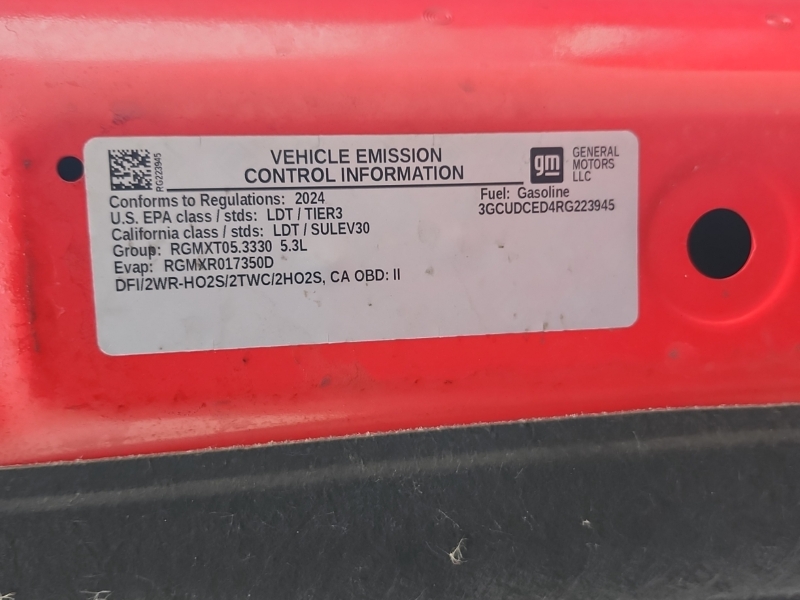 RG223945
VEHICLE EMISSION
CONTROL INFORMATION
gm
GENERAL
MOTORS
LLC
Conforms to Regulations: 2024
U.S. EPA class / stds: LDT / TIER3
California class / stds: LDT / SULEV30
Group: RGMXT05.3330 5.3L
Evap: RGMXR017350D
DFI/2WR-HO2S/2TWC/2HO2S, CA OBD: II
Fuel: Gasoline
3GCUDCED4RG223945